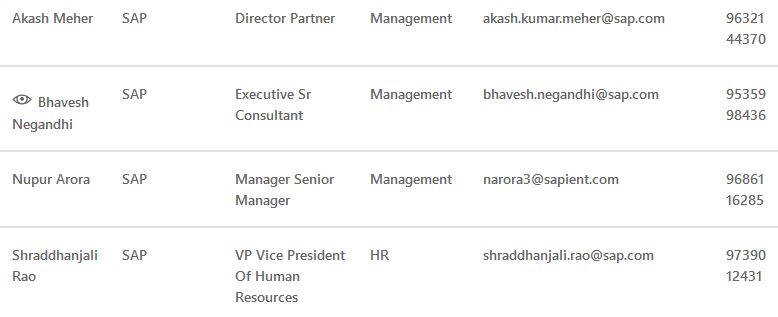 Akash Meher SAP Director Partner Management akash.kumar.meher@sap.com 96321
44370
Bhavesh SAP Executive Sr Management bhavesh.negandhi@sap.com 95359
Negandhi Consultant 98436
Nupur Arora SAP Manager Senior Management narora3@sapient.com 96861
Manager 16285
Shraddhanjali SAP VP Vice President HR shraddhanjali.rao@sap.com 97390
Rao Of Human 12431
Resources